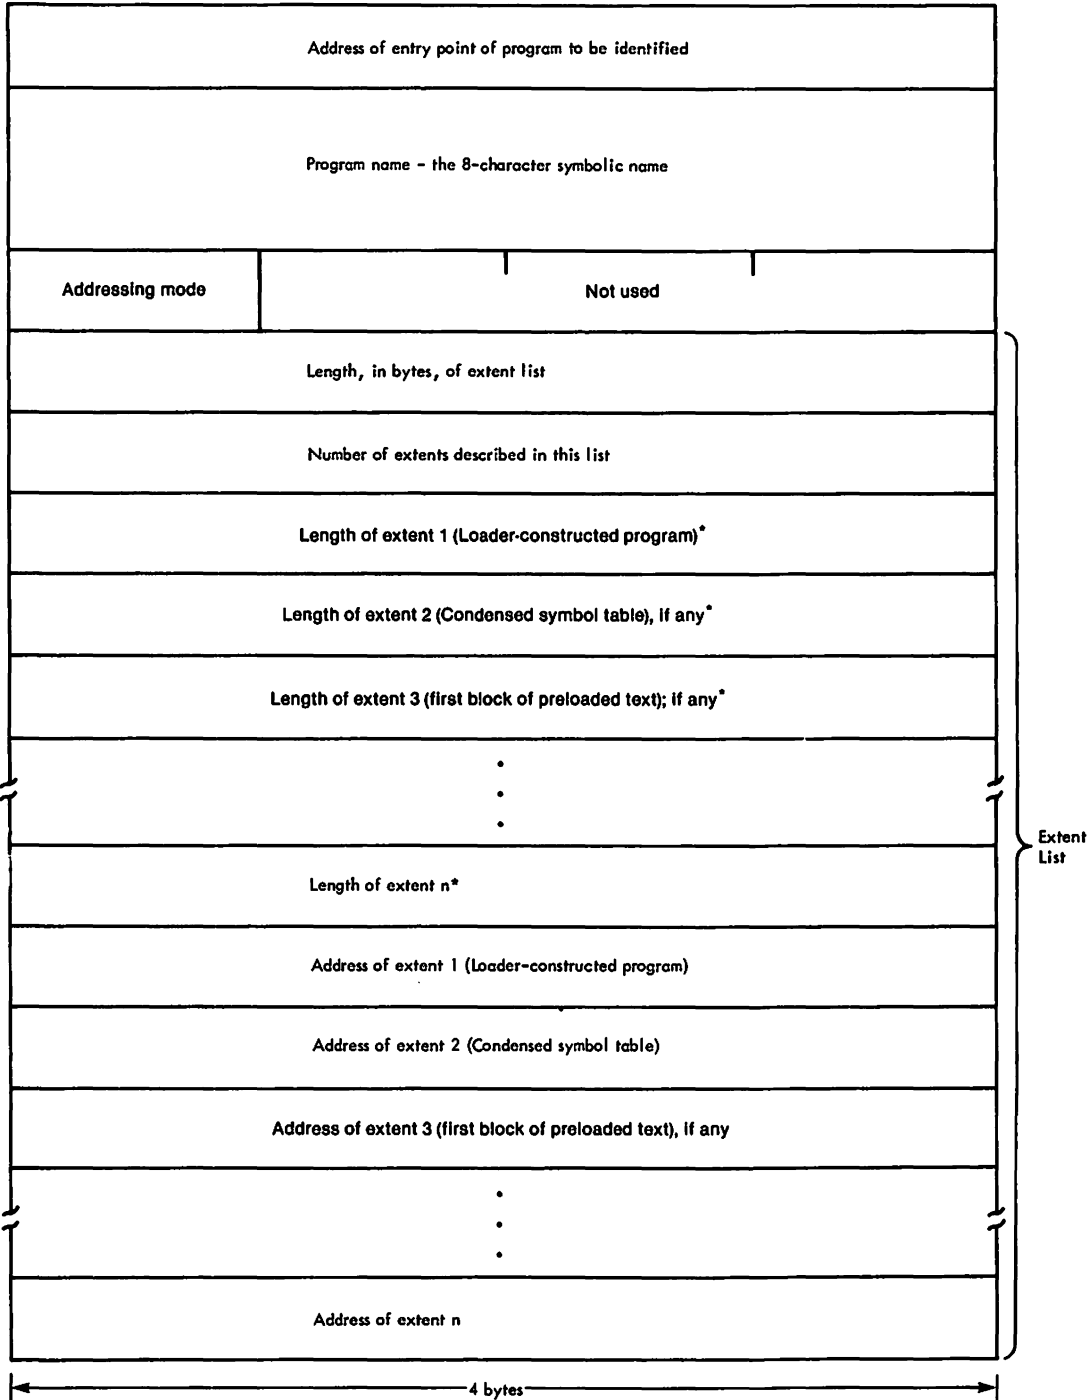 Address of entry point of program to be identified
Program name - the 8-character symbolic name
Addressing mode
Not used
Length, in bytes, of extent list
Number of extents described in this list
Length of extent 1 (Loader-constructed program)*
Length of extent 2 (Condensed symbol table), if any*
Length of extent 3 (first block of preloaded text); if any*
Length of extent n*
Extent
List
Address of extent 1 (Loader-constructed program)
Address of extent 2 (Condensed symbol table)
Address of extent 3 (first block of preloaded text), if any
Address of extent n
4 bytes